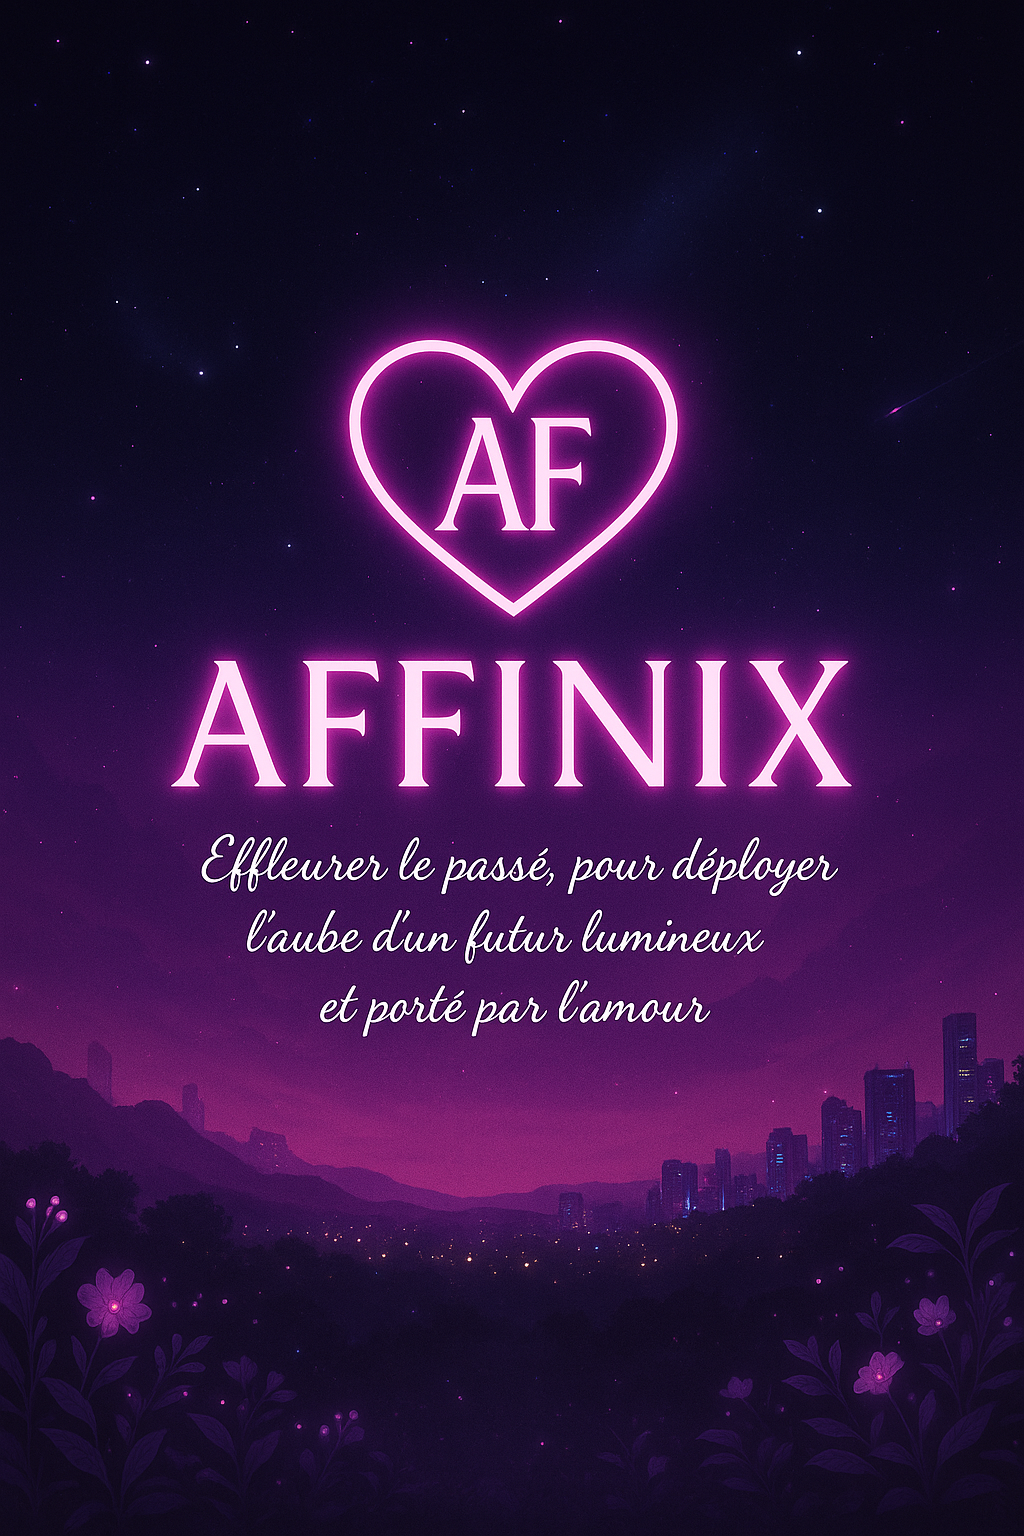 AF
AFFINIX
Effleurer le passé, pour déployer
l'aube d'un futur lumineux
et porté par l'amour